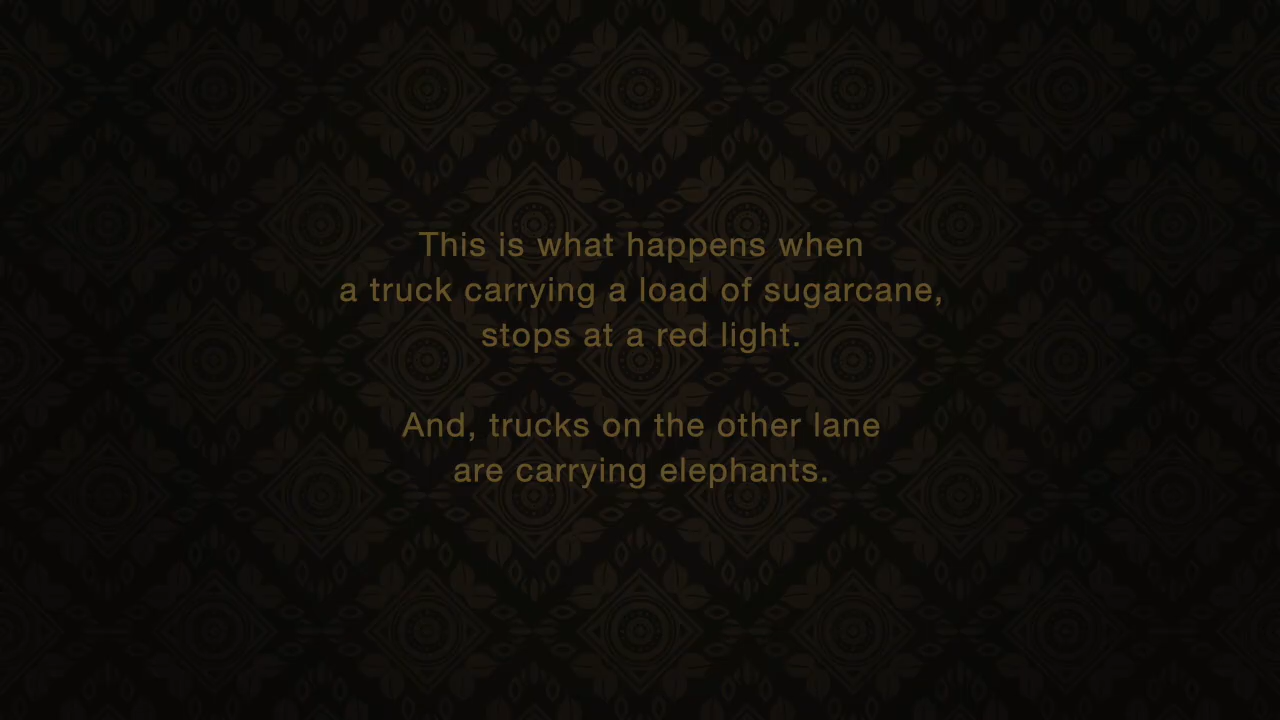 This is what happens when
a truck carrying a load of sugarcane,
stops at a red light.
And, trucks on the other lane
are carrying elephants.